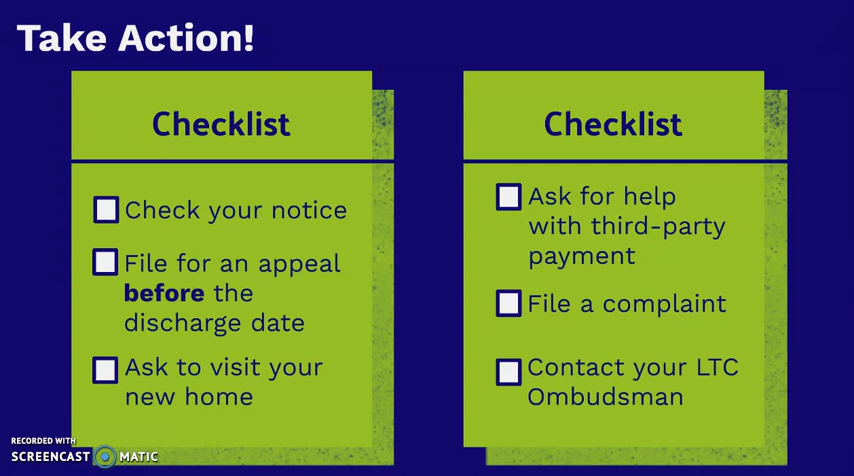 Take Action!
Checklist
Check your notice
File for an appeal
before the
discharge date
Ask to visit your
new home
Checklist
Ask for help
with third-party
payment
File a complaint
Contact your LTC
Ombudsman
RECORDED WITH
SCREENCAST MATIC